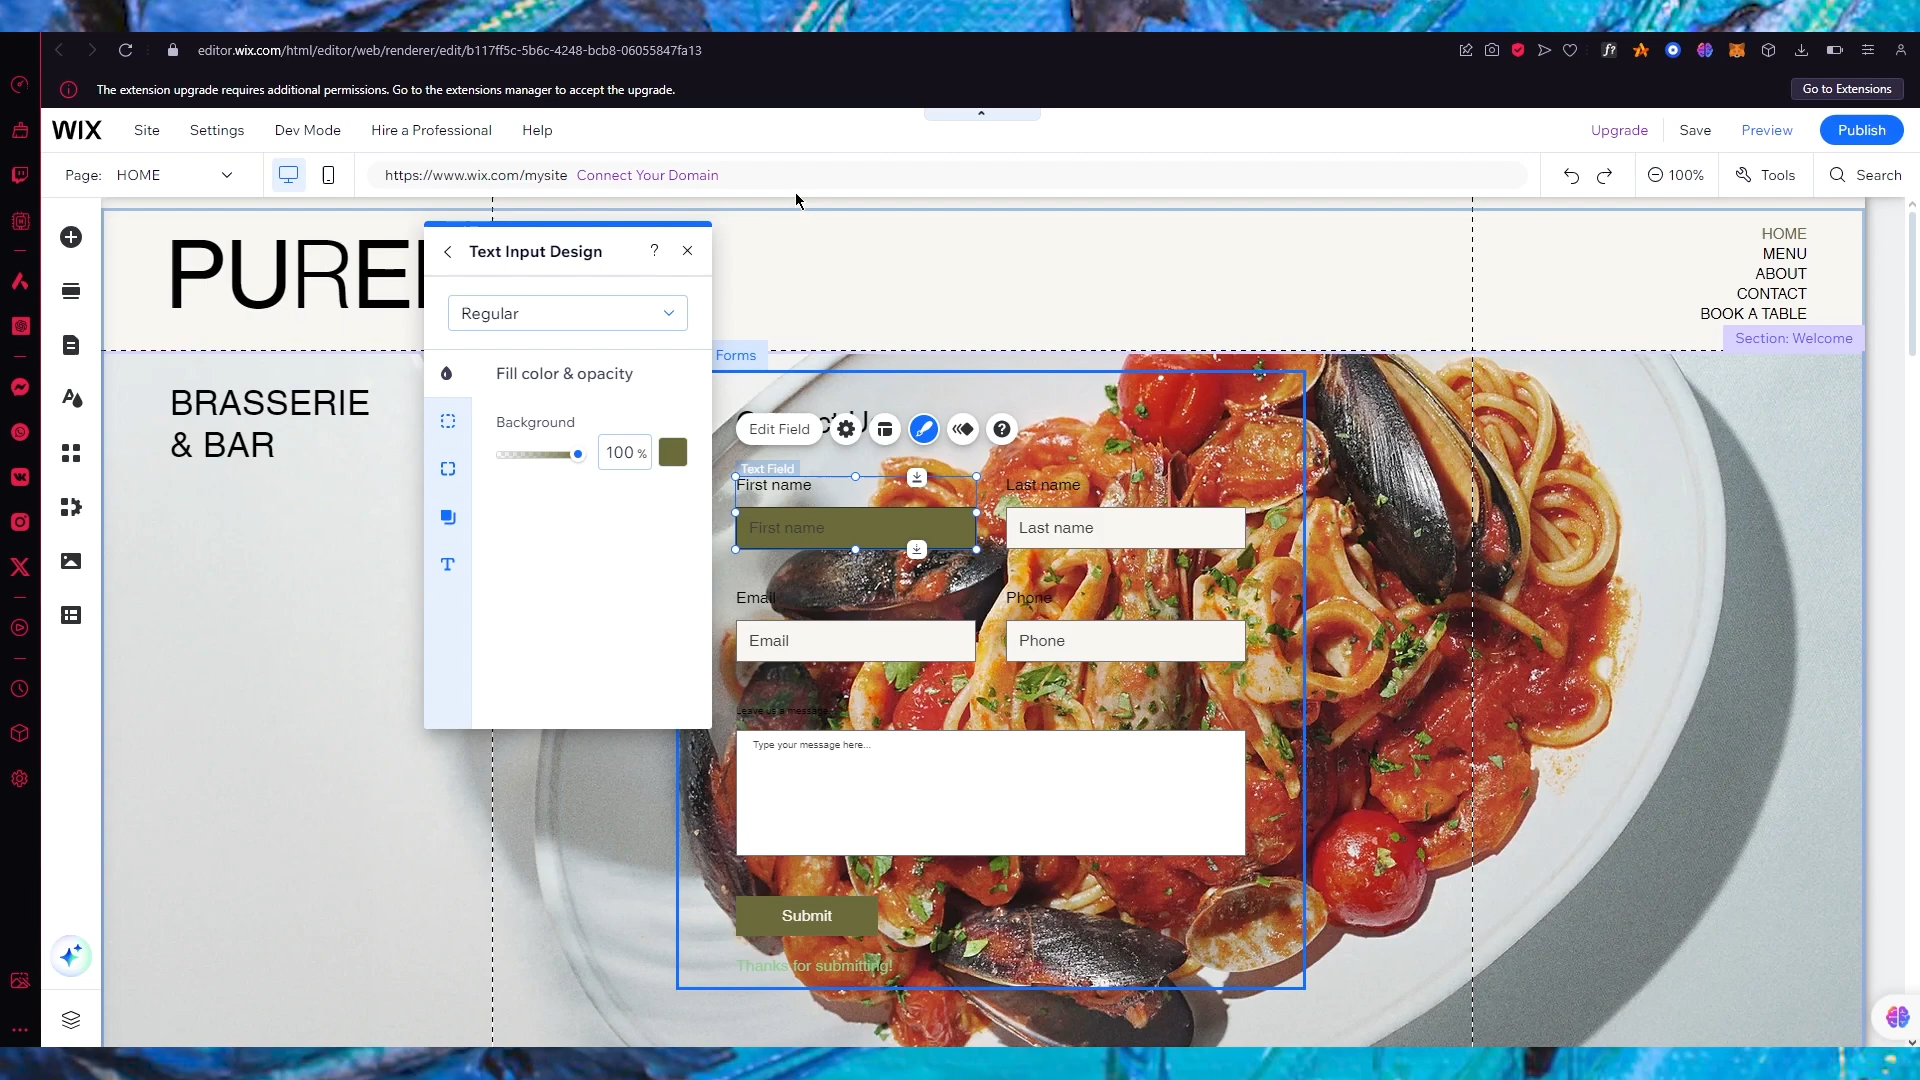 editor.wix.com/html/editor/web/renderer/edit/b117ff5c-5b6c-4248-bcb8-06055847fa13
The extension upgrade requires additional permissions. Go to the extensions manager to accept the upgrade.
Go to Extensions
WIX
Site
Settings
Dev Mode
Hire a Professional
Help
Upgrade
Save
Preview
Publish
Page: HOME
https://www.wix.com/mysite Connect Your Domain
100%
Tools
Search
Text Input Design
?
Regular
Fill color & opacity
Background
100 %
HOME
MENU
ABOUT
CONTACT
BOOK A TABLE
Section: Welcome
BRASSERIE
& BAR
Forms
Edit Field
Text Field
First name
Last name
First name
Last name
Email
Phone
Email
Phone
Leave us a message...
Type your message here...
Submit
Thanks for submitting!